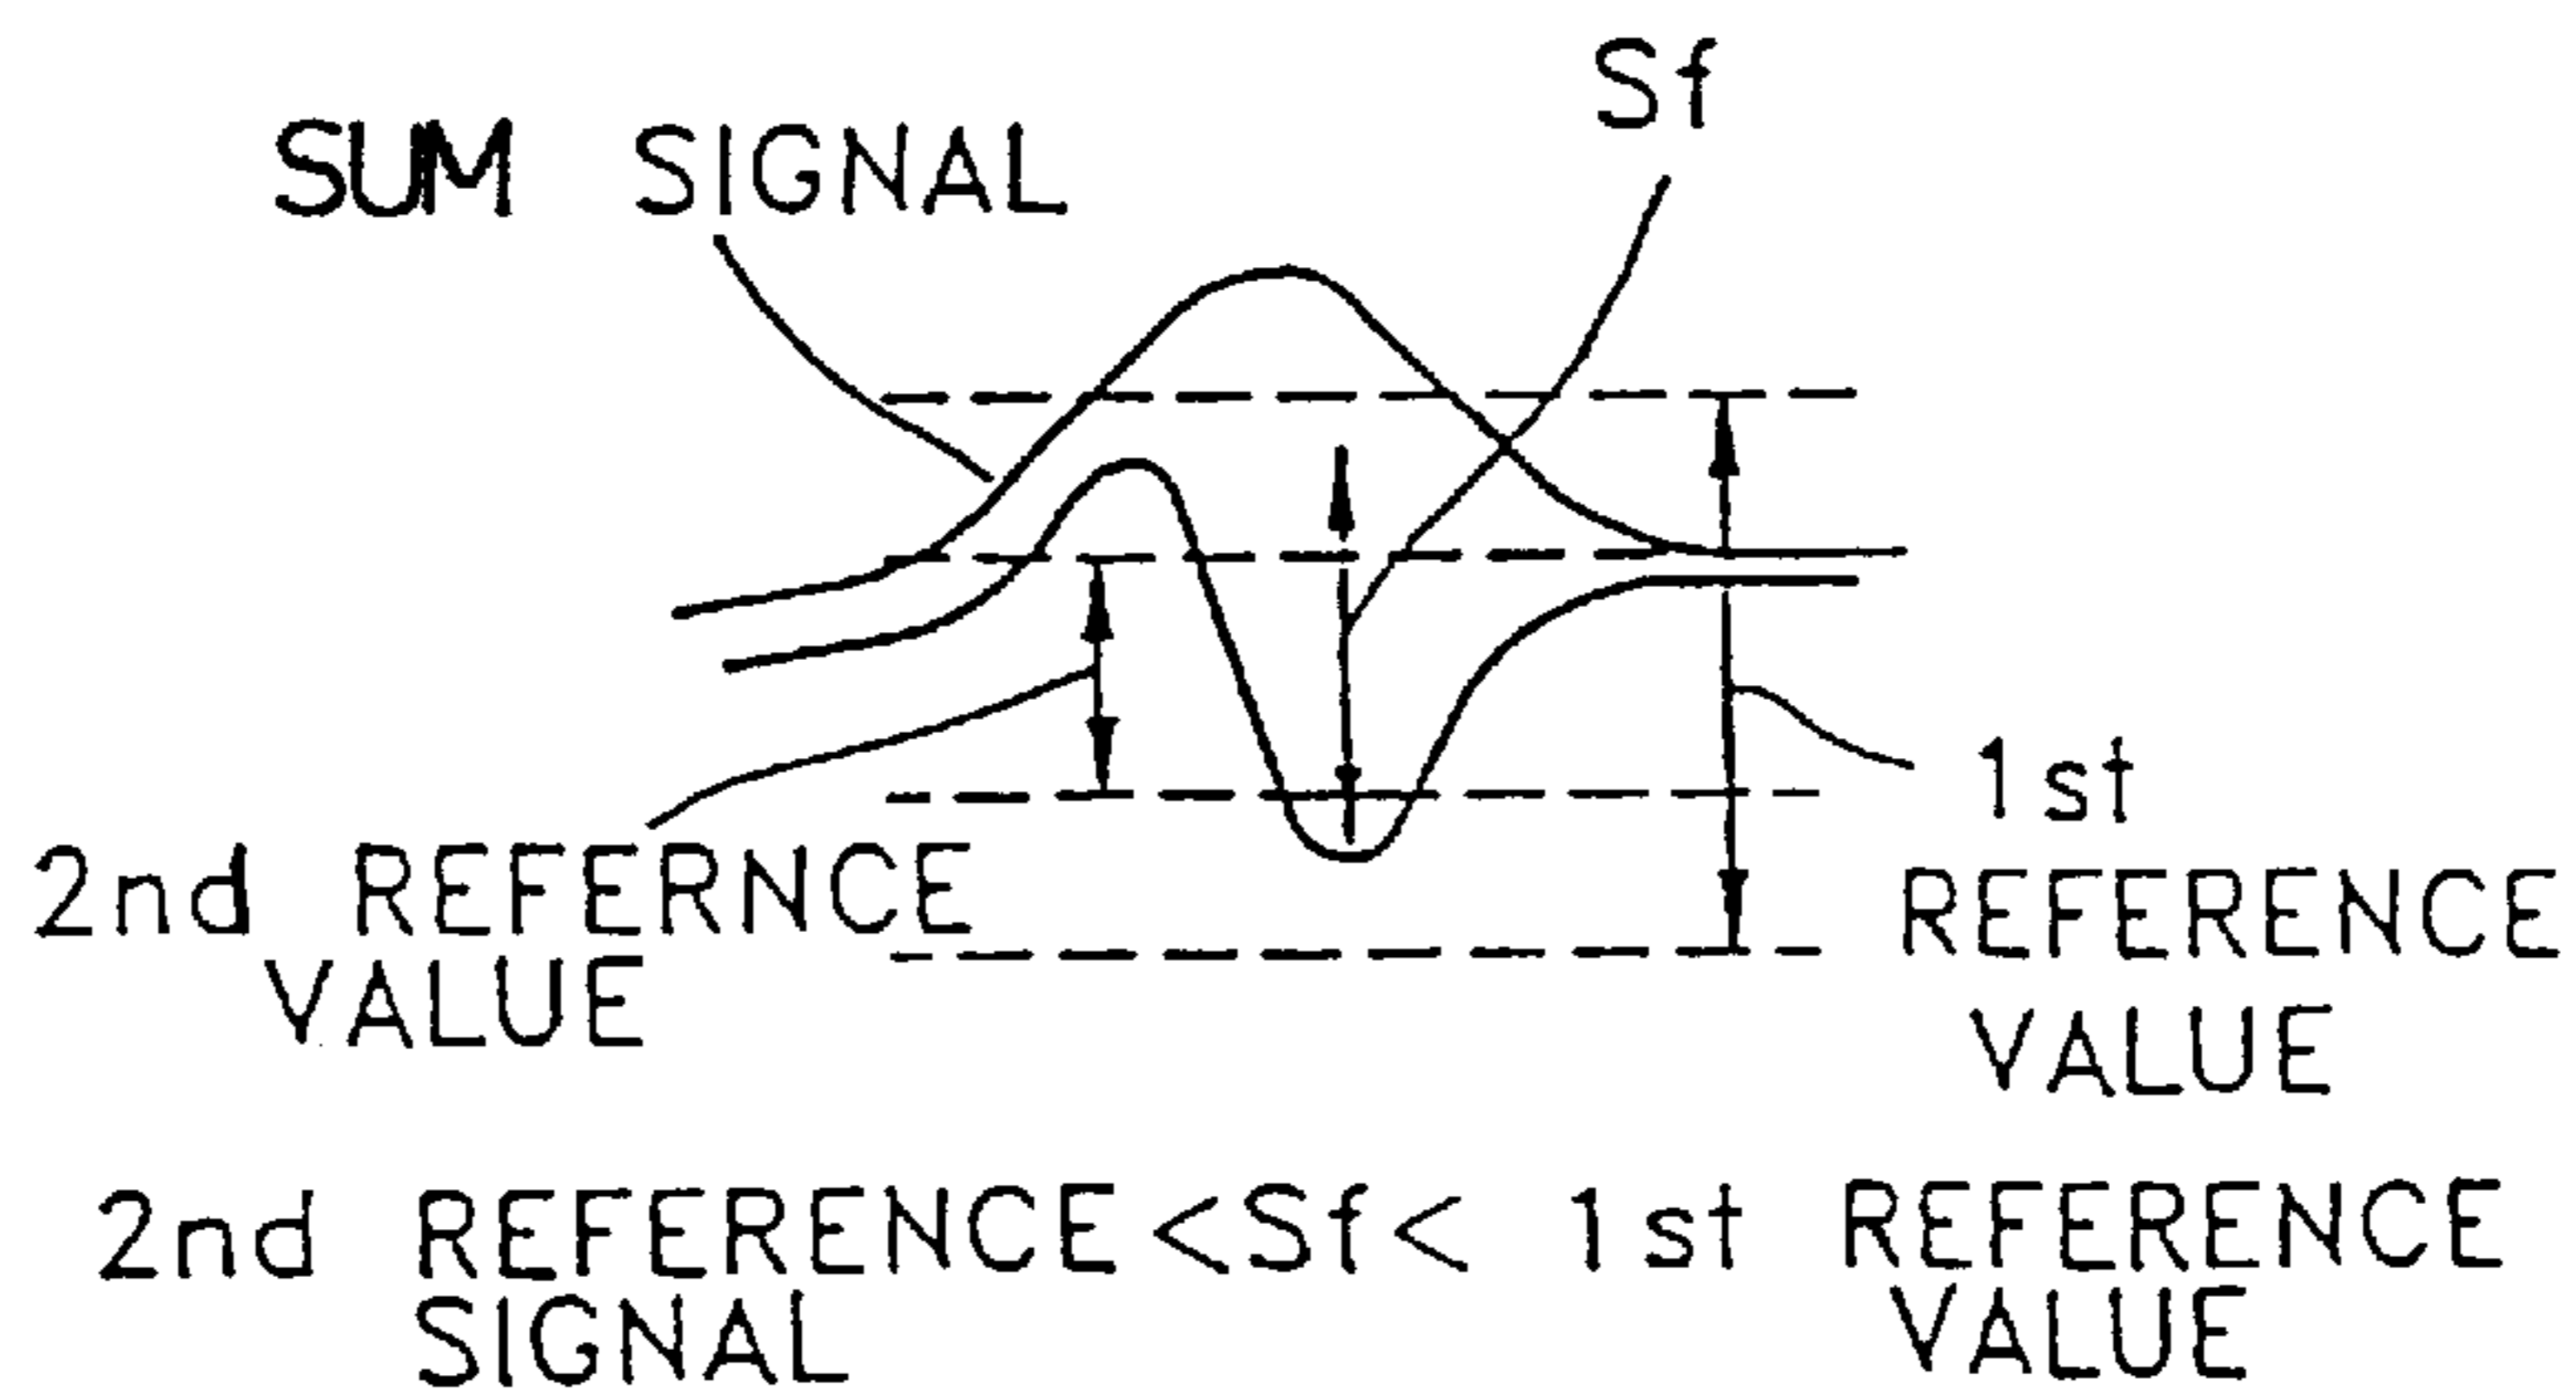 Sf
SUM SIGNAL
1st
REFERENCE
VALUE
2nd REFERNCE
VALUE
2nd REFERENCE<Sf< 1st REFERENCE
SIGNAL VALUE